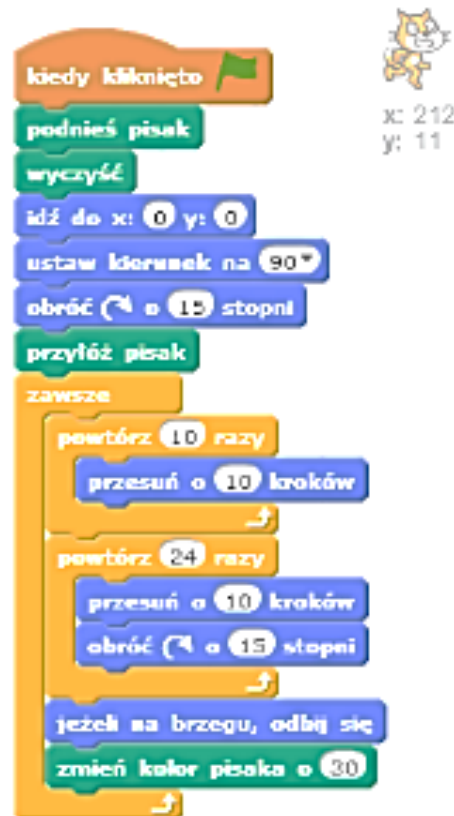 kiedy kliknięto
x: 212
y: 11
podnieś pisak
wyczyść
idź do x: 0 y: 0
ustaw kierunek na 90
obróć o 15 stopni
przyłóż pisak
zawsze
powtórz 10 razy
przesuń o 10 kroków
powtórz 24 razy
przesuń o 10 kroków
obróć o 15 stopni
jeżeli na brzegu, odbij się
zmień kolor pisaka o 30